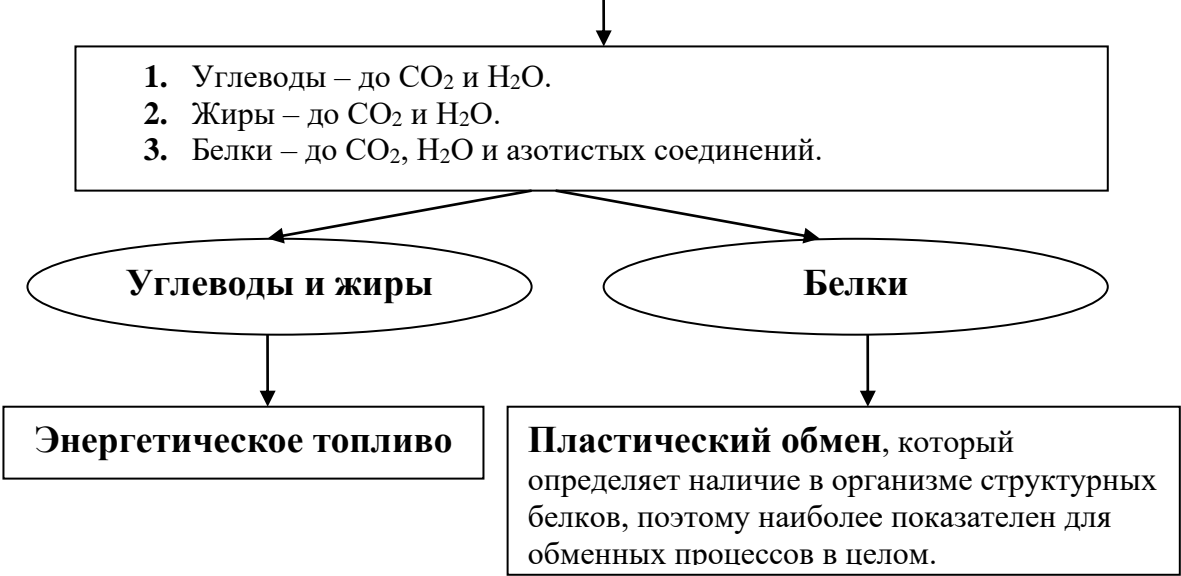 1. Углеводы – до CO₂ и H₂O.
2. Жиры – до CO₂ и H₂O.
3. Белки – до CO₂, H₂O и азотистых соединений.
Углеводы и жиры
Белки
Энергетическое топливо
Пластический обмен, который
определяет наличие в организме структурных
белков, поэтому наиболее показателен для
обменных процессов в целом.